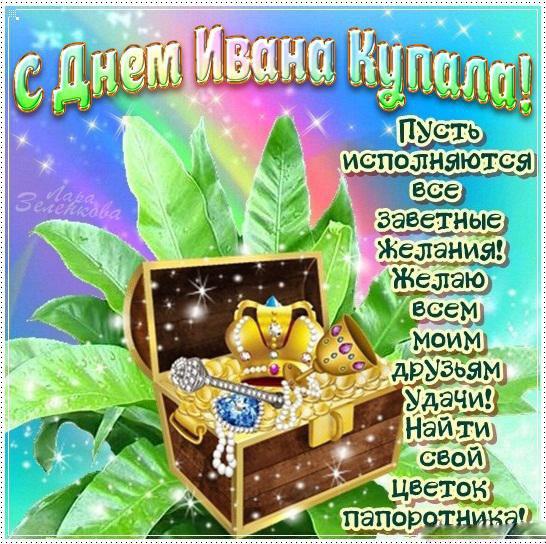 С Днем Ивана Купала!
Пусть
исполняются
все
заветные
желания!
Желаю
всем
моим
друзьям
Удачи!
Найти
свой
цветок
папоротника!
Лара
Зеленкова